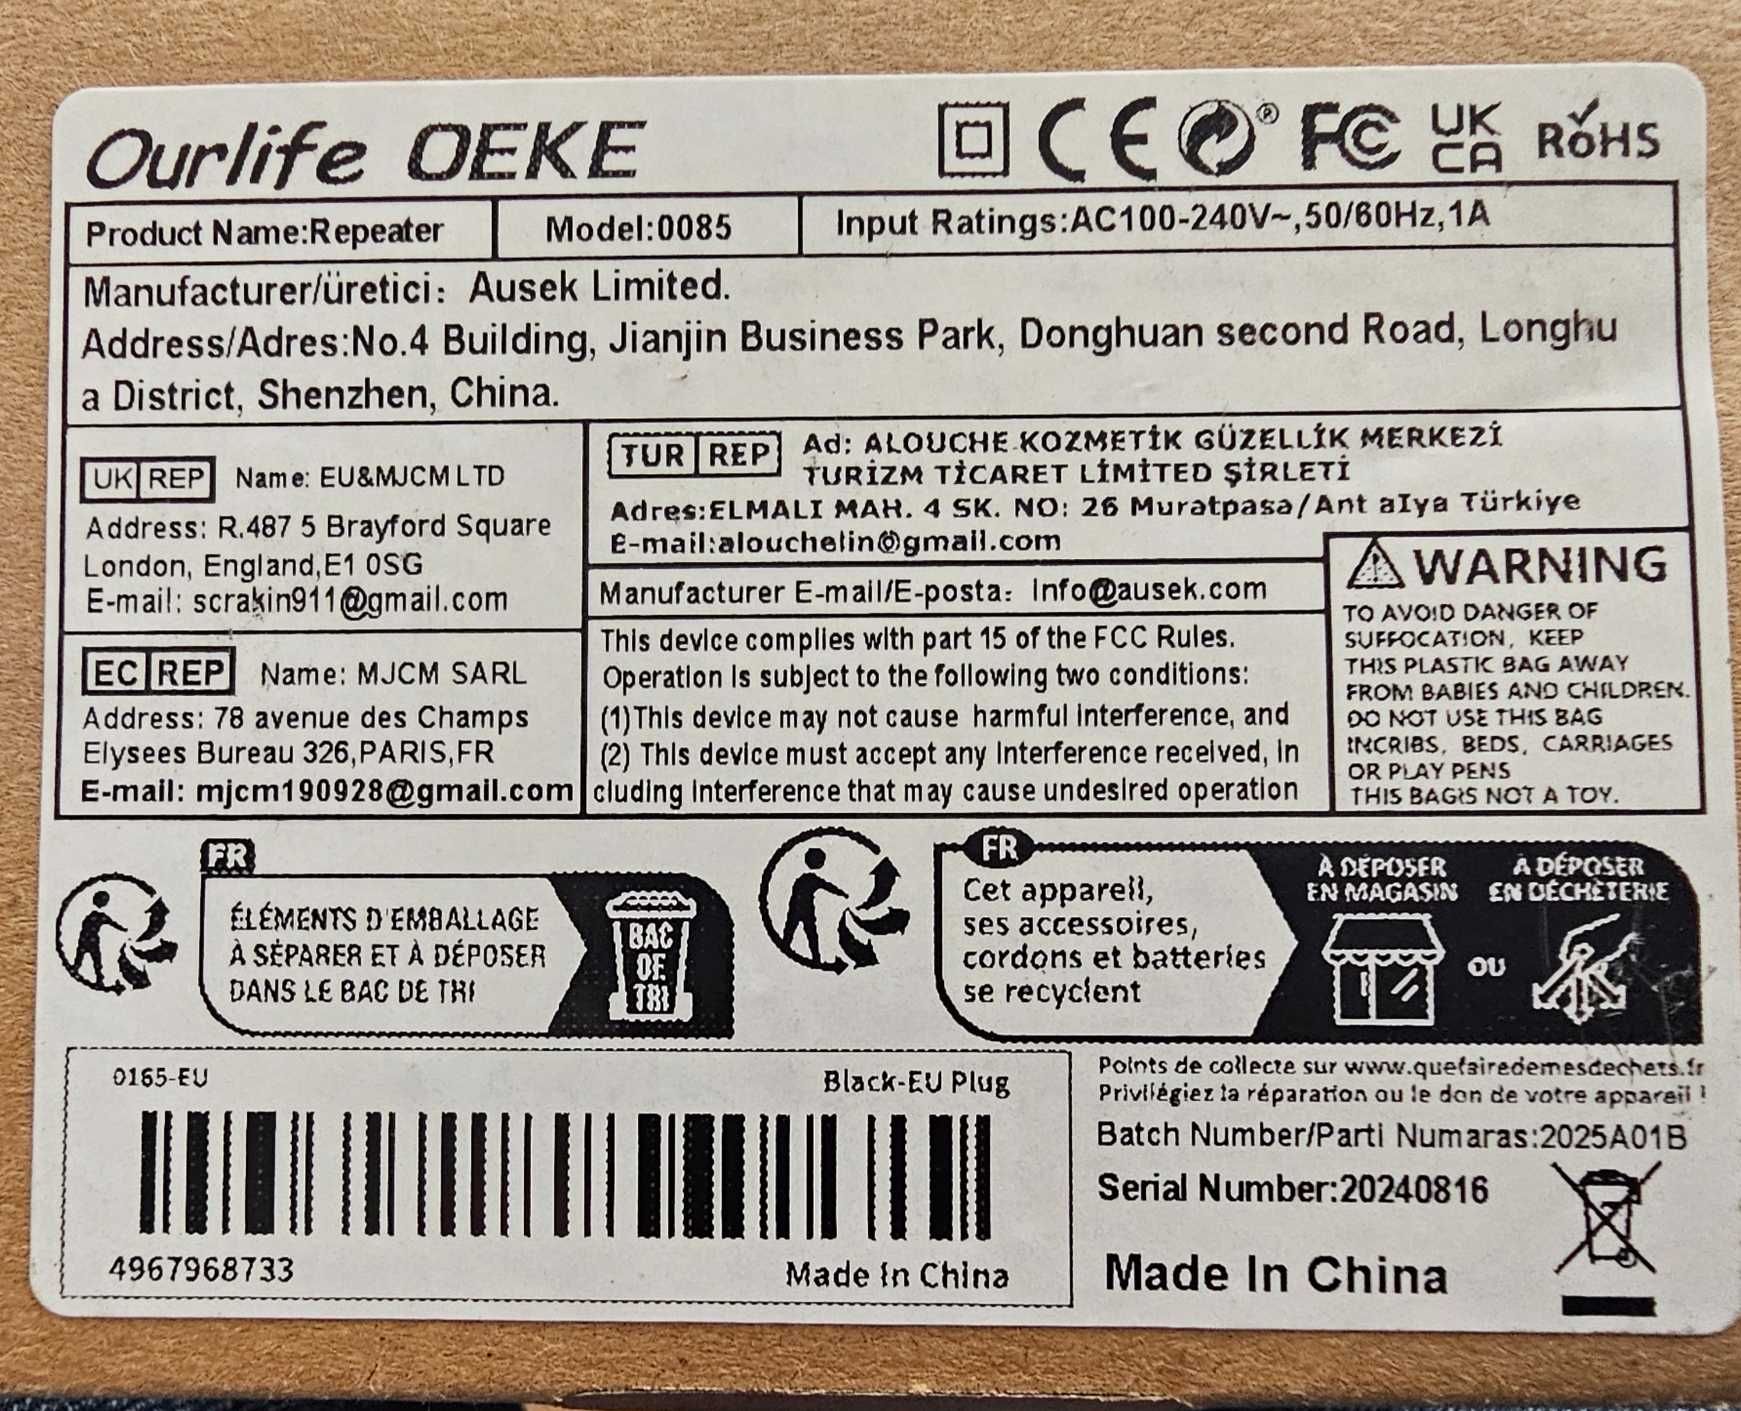 Ourlife OEKE
CE ® FC UK
CA RoHS
Product Name:Repeater
Model:0085
Input Ratings:AC100-240V~,50/60Hz,1A
Manufacturer/üretici: Ausek Limited.
Address/Adres:No.4 Building, Jianjin Business Park, Donghuan second Road, Longhu
a District, Shenzhen, China.
UK REP Name: EU&MJCM LTD
Address: R.487 5 Brayford Square
London, England,E1 0SG
E-mail: scrakin911@gmail.com
EC REP Name: MJCM SARL
Address: 78 avenue des Champs
Elysees Bureau 326,PARIS,FR
E-mail: mjcm190928@gmail.com
TUR REP Ad: ALOUCHE KOZMETİK GÜZELLİK MERKEZİ
TURİZM TİCARET LİMİTED ŞİRLETİ
Adres:ELMALI MAH. 4 SK. NO: 26 Muratpasa/Ant aIya Türkiye
E-mail:alouchelin@gmail.com
Manufacturer E-mail/E-posta: Info@ausek.com
This device complies with part 15 of the FCC Rules.
Operation is subject to the following two conditions:
(1)This device may not cause harmful interference, and
(2) This device must accept any interference received, in
cluding interference that may cause undesired operation
WARNING
TO AVOID DANGER OF
SUFFOCATION, KEEP
THIS PLASTIC BAG AWAY
FROM BABIES AND CHILDREN.
DO NOT USE THIS BAG
INCRIBS, BEDS, CARRIAGES
OR PLAY PENS
THIS BAGIS NOT A TOY.
FR
ÉLÉMENTS D'EMBALLAGE
À SÉPARER ET À DÉPOSER
DANS LE BAC DE TRI
BAC
DE
TRI
FR
Cet appareil,
ses accessoires,
cordons et batteries
se recyclent
À DÉPOSER
EN MAGASIN
OU
À DÉPOSER
EN DÉCHÈTERIE
Points de collecte sur www.quefairedemesdechets.fr
Privilégiez la réparation ou le don de votre appareil !
0165-EU
Black-EU Plug
4967968733
Made In China
Batch Number/Parti Numaras:2025A01B
Serial Number:20240816
Made In China